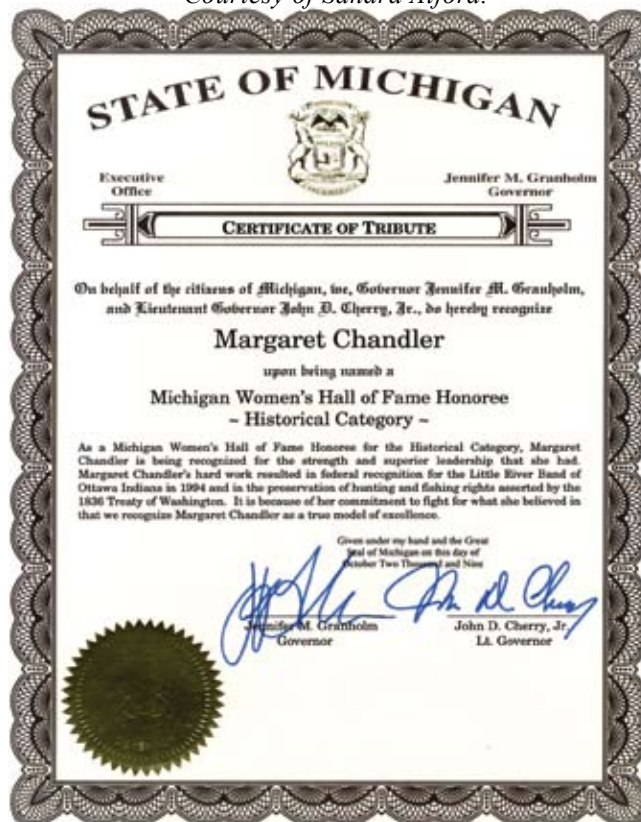 Courtesy of Sandra Alford.
STATE OF MICHIGAN
Executive
Office
Jennifer M. Granholm
Governor
CERTIFICATE OF TRIBUTE
On behalf of the citizens of Michigan, we, Governor Jennifer M. Granholm,
and Lieutenant Governor John D. Cherry, Jr., do hereby recognize
Margaret Chandler
upon being named a
Michigan Women's Hall of Fame Honoree
~ Historical Category ~
As a Michigan Women's Hall of Fame Honoree for the Historical Category, Margaret
Chandler is being recognized for the strength and superior leadership that she had.
Margaret Chandler's hard work resulted in federal recognition for the Little River Band of
Ottawa Indians in 1994 and in the preservation of hunting and fishing rights asserted by the
1836 Treaty of Washington. It is because of her commitment to fight for what she believed in
that we recognize Margaret Chandler as a true model of excellence.
Given under my hand and the Great
Seal of Michigan on this day of
October Two Thousand and Nine
Jennifer M. Granholm
Governor
John D. Cherry, Jr.
Lt. Governor